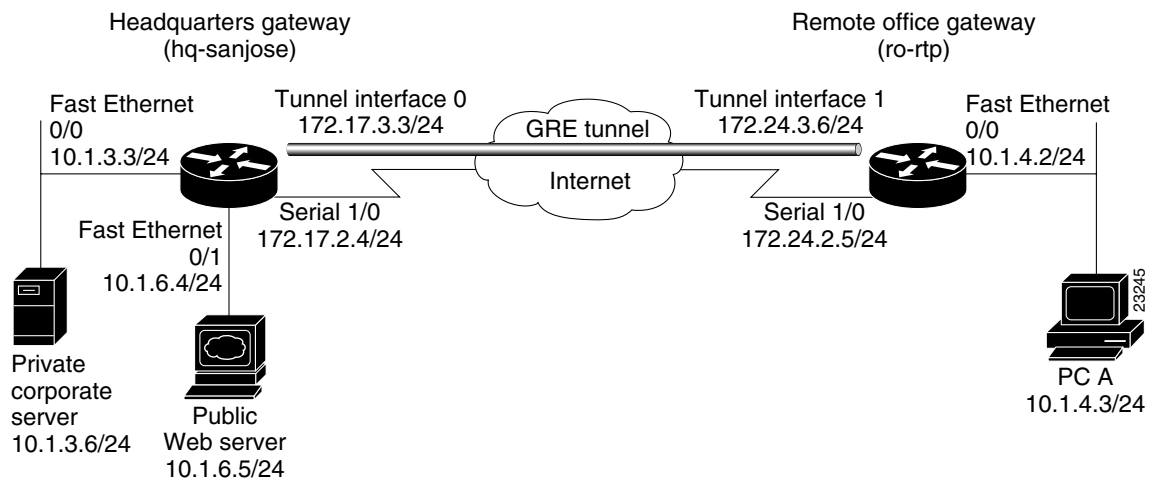 Headquarters gateway
(hq-sanjose)
Remote office gateway
(ro-rtp)
Fast Ethernet
0/0
10.1.3.3/24
Tunnel interface 0
172.17.3.3/24
GRE tunnel
Internet
Tunnel interface 1
172.24.3.6/24
Fast Ethernet
0/0
10.1.4.2/24
Serial 1/0
172.17.2.4/24
Serial 1/0
172.24.2.5/24
Fast Ethernet
0/1
10.1.6.4/24
Private
corporate
server
10.1.3.6/24
Public
Web server
10.1.6.5/24
PC A
10.1.4.3/24
23245